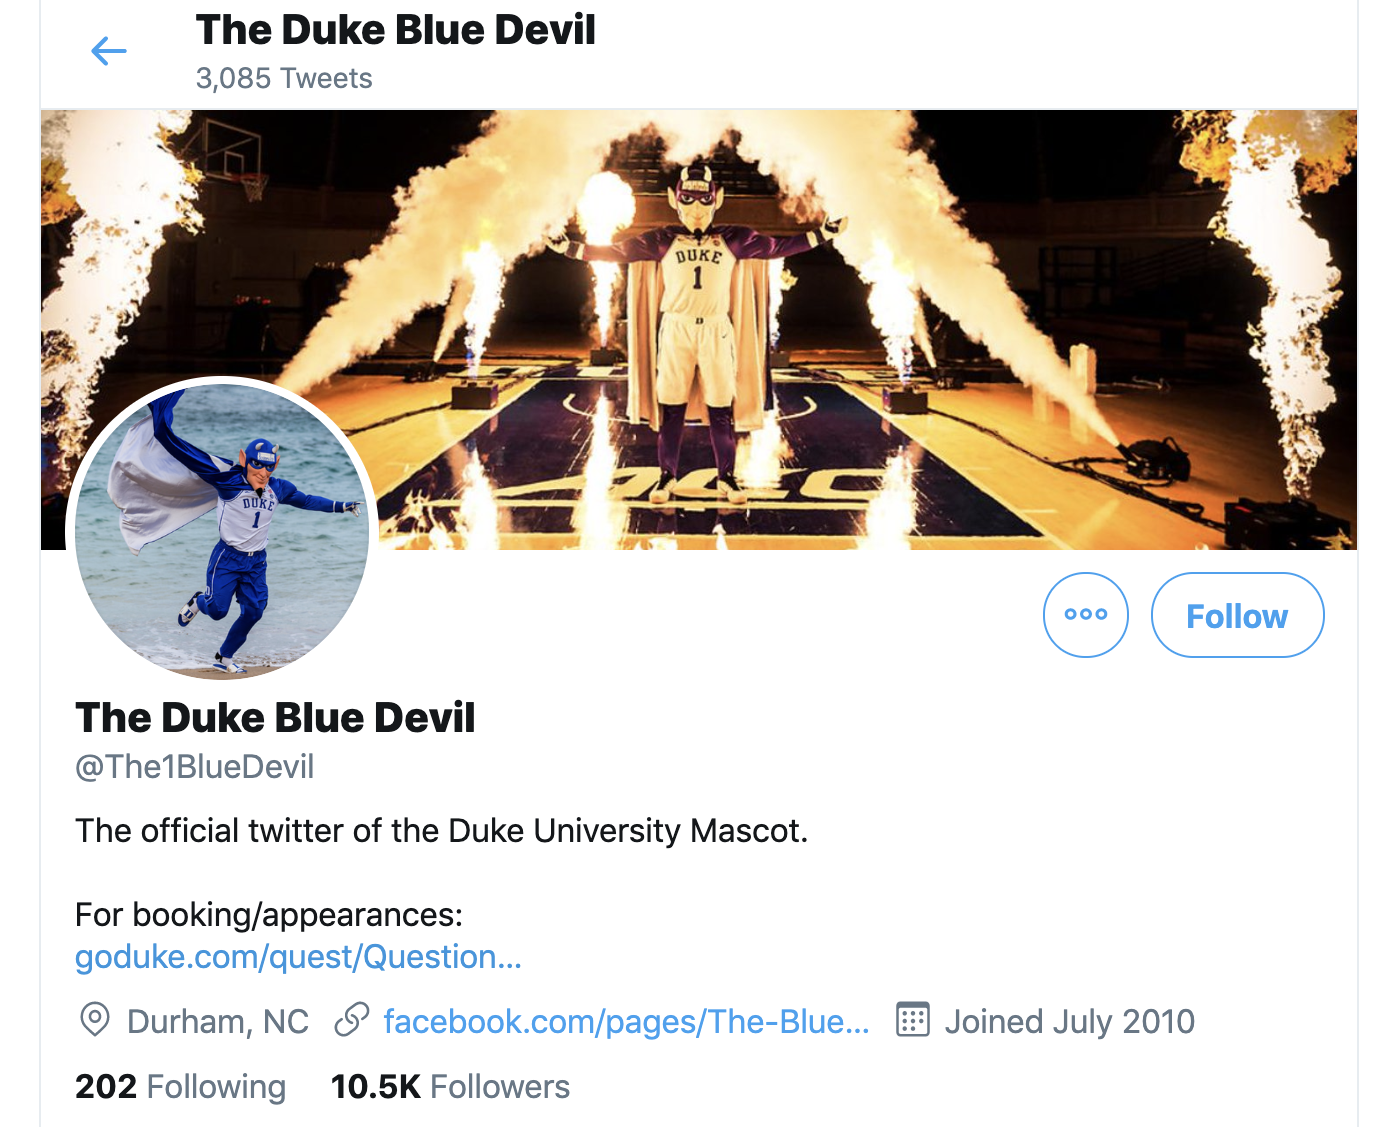 The Duke Blue Devil
3,085 Tweets
DUKE
1
ACC
DUKE
1
Follow
The Duke Blue Devil
@The1BlueDevil
The official twitter of the Duke University Mascot.
For booking/appearances:
goduke.com/quest/Question...
Durham, NC facebook.com/pages/The-Blue... Joined July 2010
202 Following 10.5K Followers